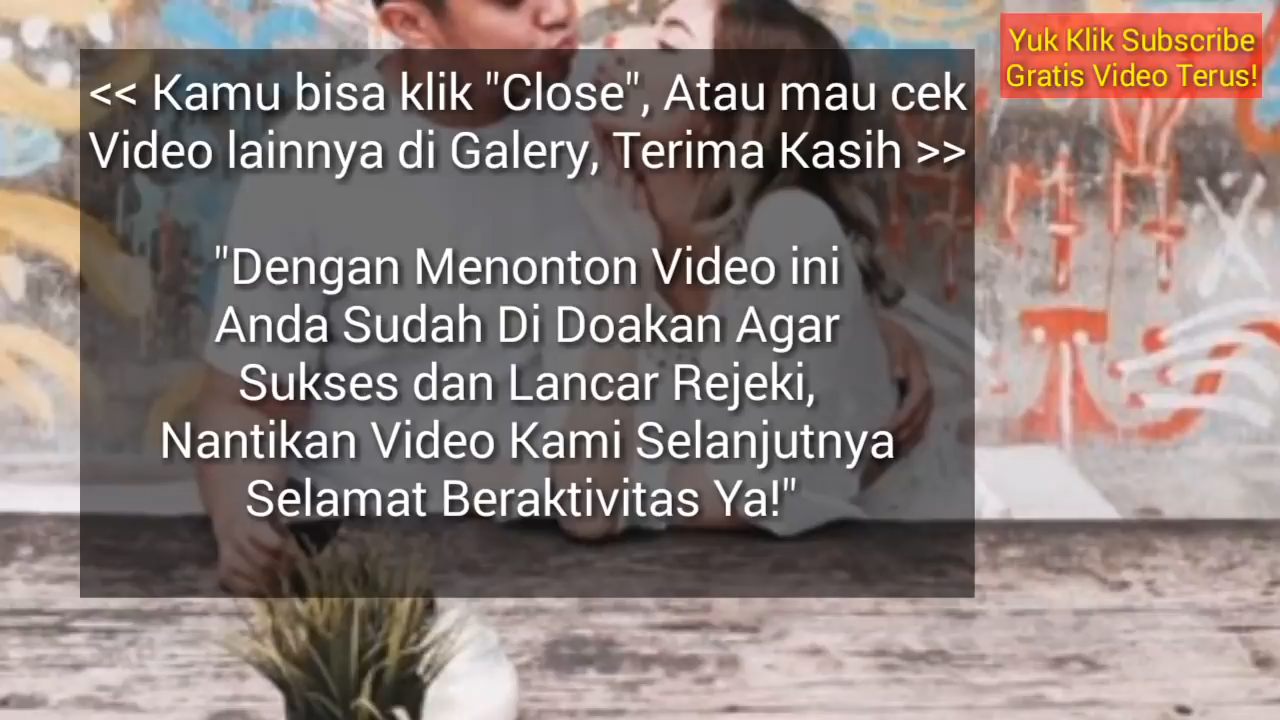 Yuk Klik Subscribe
Gratis Video Terus!
<< Kamu bisa klik "Close", Atau mau cek
Video lainnya di Galery, Terima Kasih >>
"Dengan Menonton Video ini
Anda Sudah Di Doakan Agar
Sukses dan Lancar Rejeki,
Nantikan Video Kami Selanjutnya
Selamat Beraktivitas Ya!"